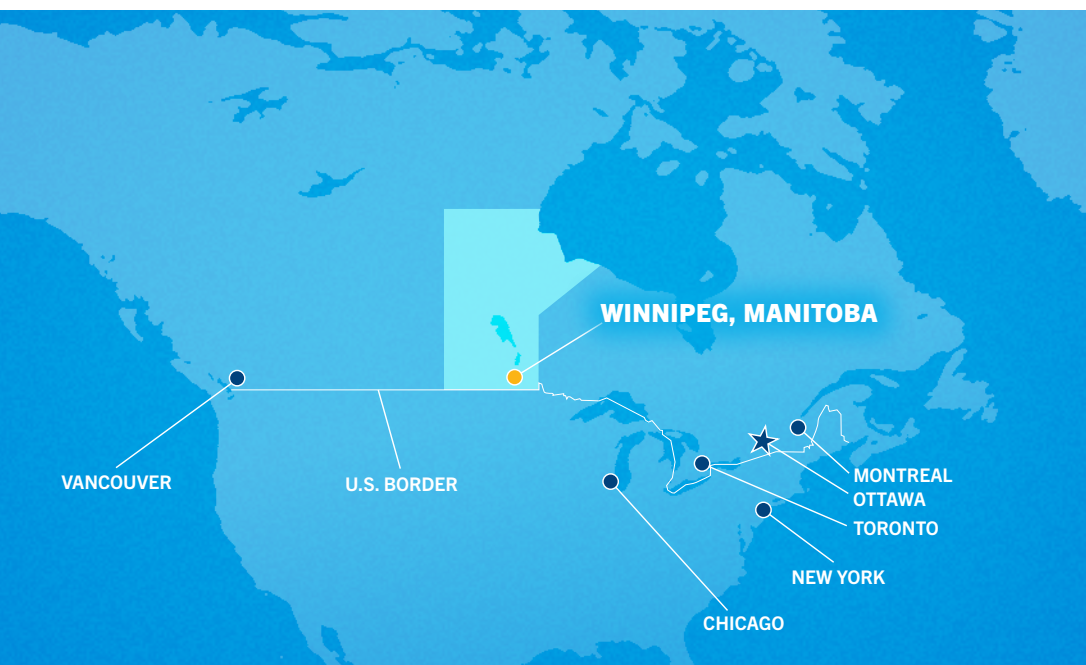 WINNIPEG, MANITOBA
VANCOUVER
U.S. BORDER
MONTREAL
OTTAWA
TORONTO
NEW YORK
CHICAGO